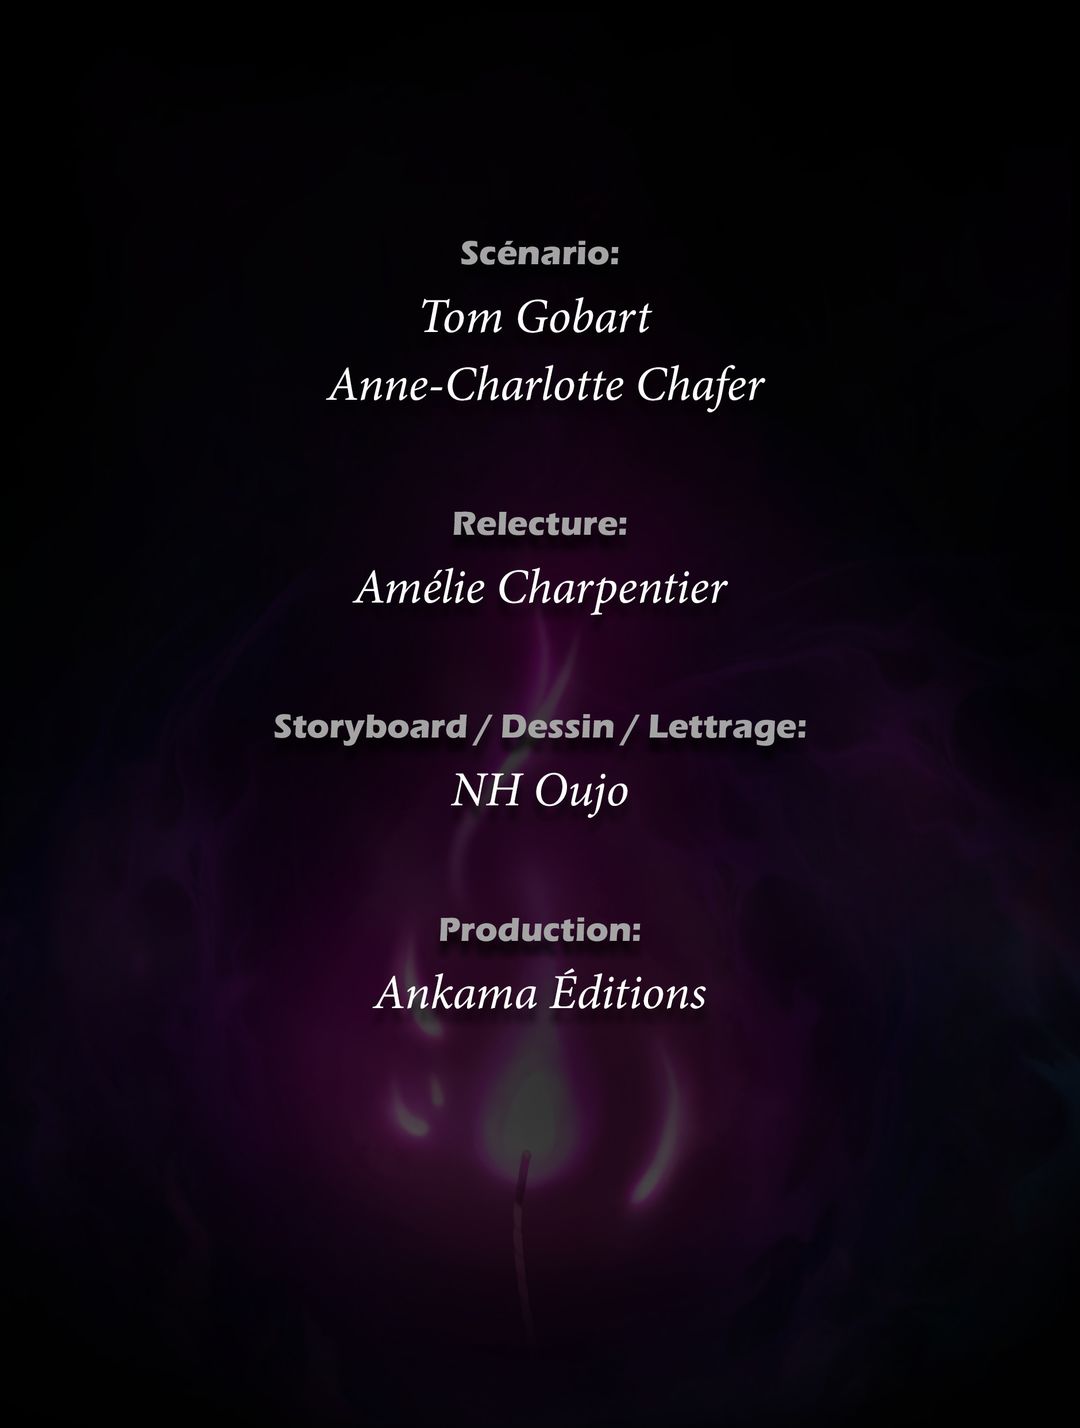 Scénario:
Tom Gobart
Anne-Charlotte Chafer
Relecture:
Amélie Charpentier
Storyboard / Dessin / Lettrage:
NH Oujo
Production:
Ankama Éditions